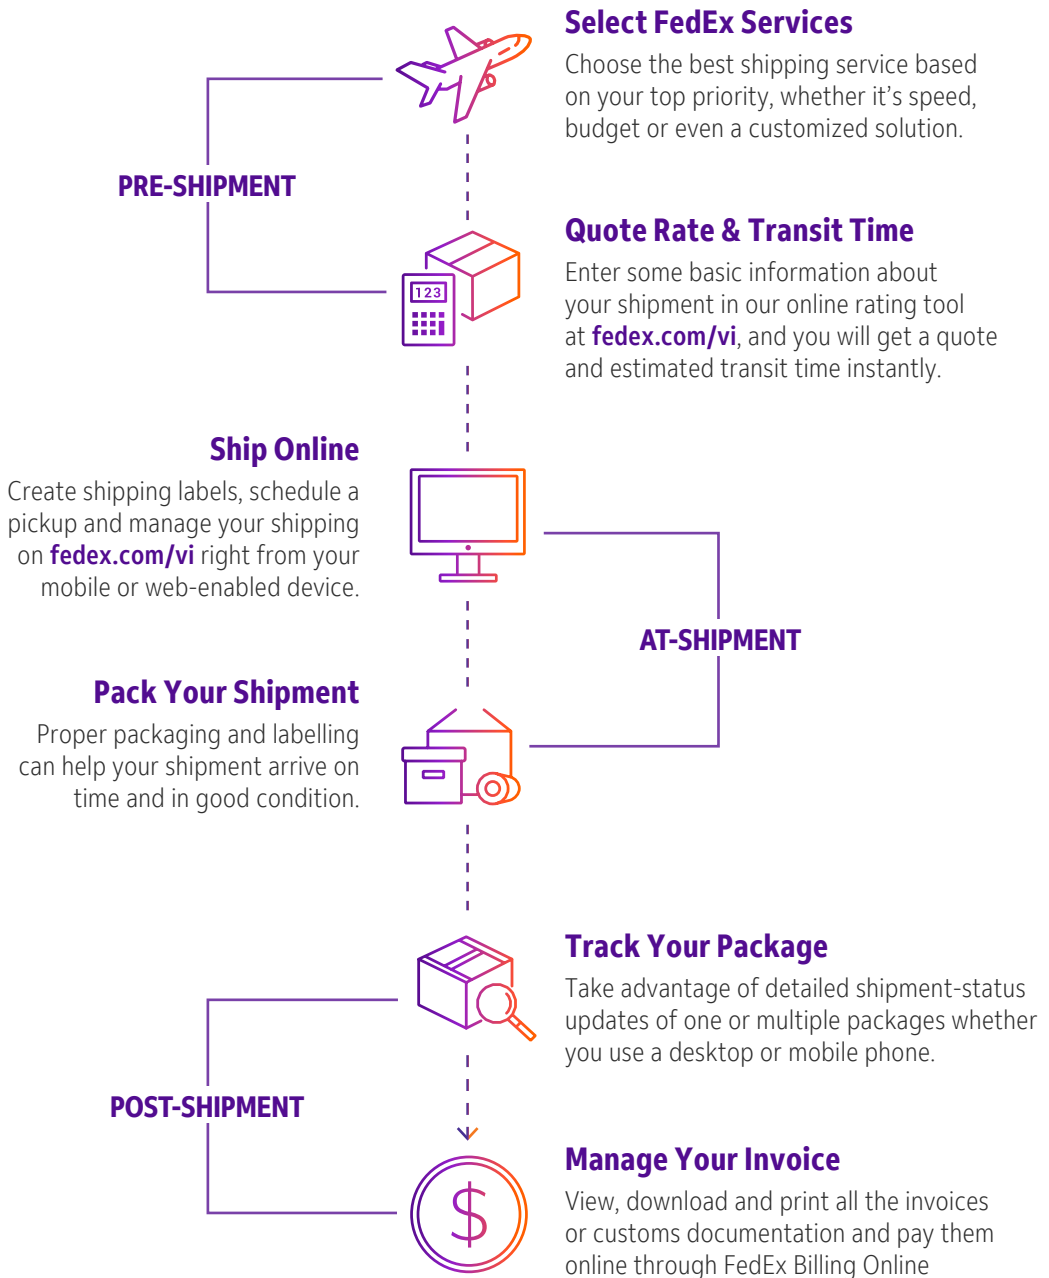 Select FedEx Services
Choose the best shipping service based
on your top priority, whether it’s speed,
budget or even a customized solution.
PRE-SHIPMENT
Quote Rate & Transit Time
Enter some basic information about
your shipment in our online rating tool
at fedex.com/vi, and you will get a quote
and estimated transit time instantly.
123
Ship Online
Create shipping labels, schedule a
pickup and manage your shipping
on fedex.com/vi right from your
mobile or web-enabled device.
AT-SHIPMENT
Pack Your Shipment
Proper packaging and labelling
can help your shipment arrive on
time and in good condition.
Track Your Package
Take advantage of detailed shipment-status
updates of one or multiple packages whether
you use a desktop or mobile phone.
POST-SHIPMENT
Manage Your Invoice
View, download and print all the invoices
or customs documentation and pay them
online through FedEx Billing Online
$